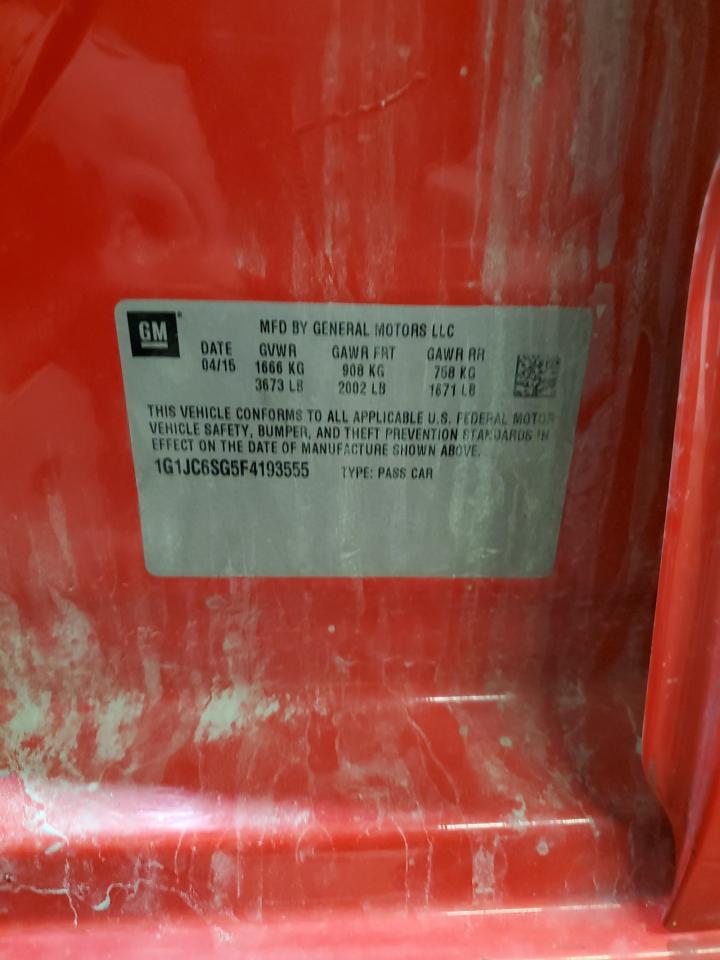 GM
MFD BY GENERAL MOTORS LLC
DATE GVWR GAWR FRT GAWR RR
04/15 1666 KG 908 KG 758 KG
3673 LB 2002 LB 1671 LB
THIS VEHICLE CONFORMS TO ALL APPLICABLE U.S. FEDERAL MOTOR
VEHICLE SAFETY, BUMPER, AND THEFT PREVENTION STANDARDS IN
EFFECT ON THE DATE OF MANUFACTURE SHOWN ABOVE.
1G1JC6SG5F4193555 TYPE: PASS CAR